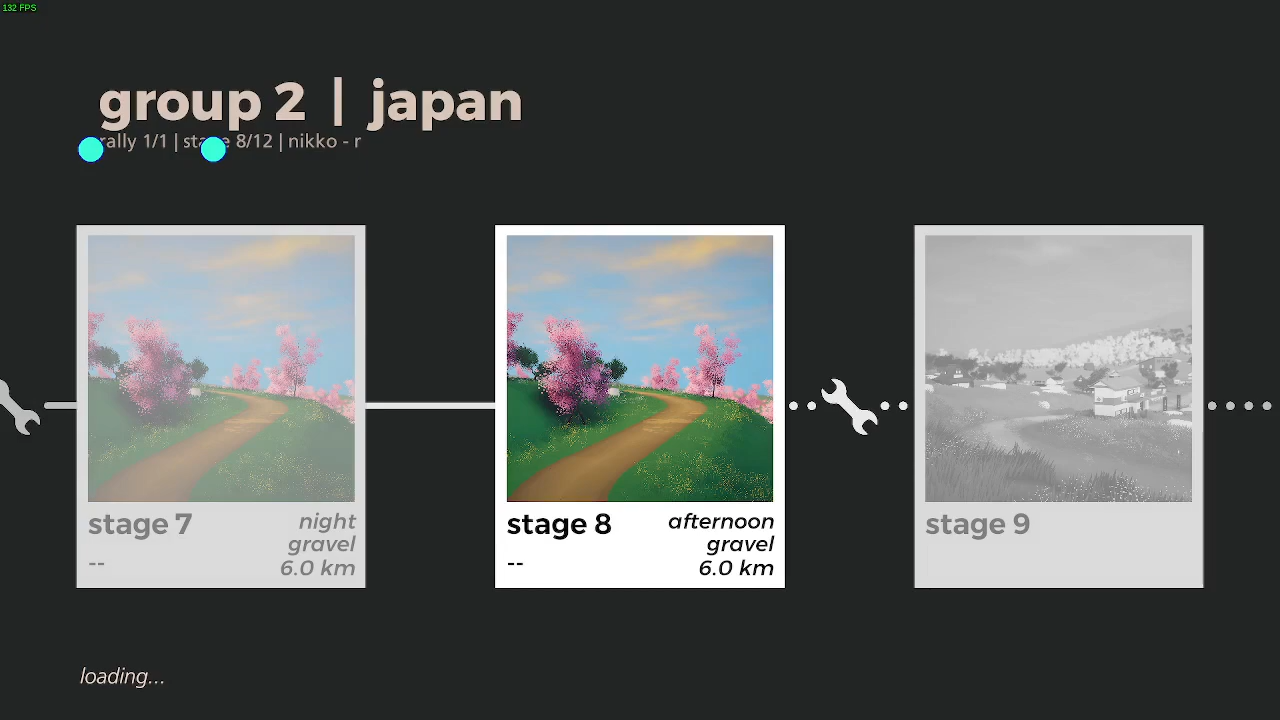 132 FPS
group 2 | japan
rally 1/1 | stage 8/12 | nikko - r
stage 7
night
gravel
6.0 km
--
stage 8
afternoon
gravel
6.0 km
--
stage 9
loading...